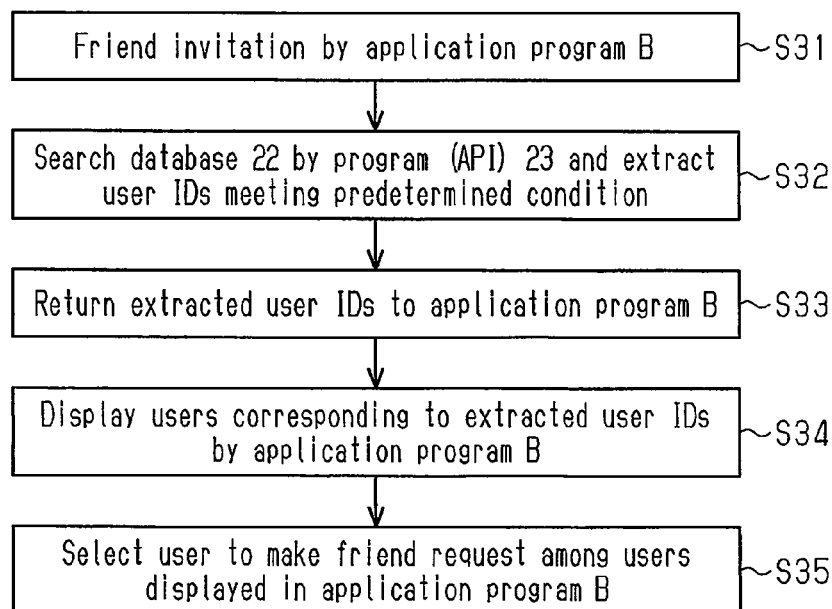 Friend invitation by application program B
S31
Search database 22 by program (API) 23 and extract
user IDs meeting predetermined condition
S32
Return extracted user IDs to application program B
S33
Display users corresponding to extracted user IDs
by application program B
S34
Select user to make friend request among users
displayed in application program B
S35